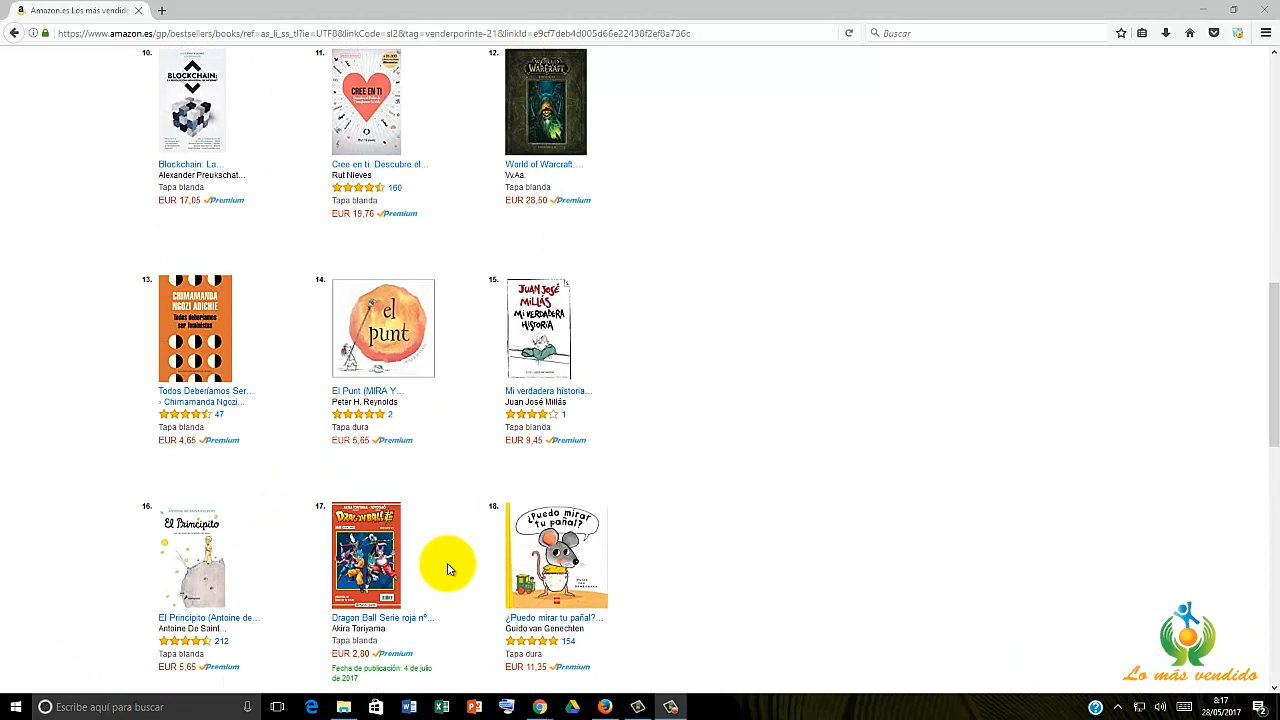 Amazon.es Los más vendido
https://www.amazon.es/gp/bestsellers/books/ref=as_li_ss_tl?ie=UTF8&linkCode=sl2&tag=venderporinte-21&linkId=e9cf7deb4d005d66e22438f2ef8a736c
Buscar
10.
BLOCKCHAIN:
Blockchain: La...
Alexander Preukschat...
Tapa blanda
EUR 17,05 Premium
11.
CREE EN TI
Rut Nieves
Cree en ti. Descubre el...
Rut Nieves
160
Tapa blanda
EUR 19,76 Premium
12.
WORLD OF WARCRAFT
World of Warcraft....
Vv.Aa.
Tapa blanda
EUR 28,50 Premium
13.
CHIMAMANDA
NGOZI ADICHIE
Todos deberíamos
ser feministas
Todos Deberíamos Ser...
› Chimamanda Ngozi...
47
Tapa blanda
EUR 4,65 Premium
14.
el
punt
El Punt (MIRA Y...
Peter H. Reynolds
2
Tapa dura
EUR 5,65 Premium
15.
JUAN JOSÉ
MILLÁS
MI VERDADERA
HISTORIA
Mi verdadera historia...
Juan José Millás
1
Tapa blanda
EUR 9,45 Premium
16.
El Principito
El Principito (Antoine de...
Antoine De Saint...
212
Tapa blanda
EUR 5,65 Premium
17.
AKIRA TORIYAMA
DRAGON BALL
Dragon Ball Serie roja nº...
Akira Toriyama
Tapa blanda
EUR 2,80 Premium
Fecha de publicación: 4 de julio
de 2017
18.
¿Puedo mirar
tu pañal?
¿Puedo mirar tu pañal?...
Guido van Genechten
154
Tapa dura
EUR 11,35 Premium
Lo más vendido
Escribe aquí para buscar
8:17
28/05/2017